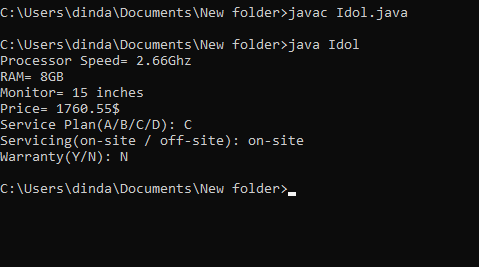 C:\Users\dinda\Documents\New folder>javac Idol.java
C:\Users\dinda\Documents\New folder>java Idol
Processor Speed= 2.66Ghz
RAM= 8GB
Monitor= 15 inches
Price= 1760.55$
Service Plan(A/B/C/D): C
Servicing(on-site / off-site): on-site
Warranty(Y/N): N
C:\Users\dinda\Documents\New folder>